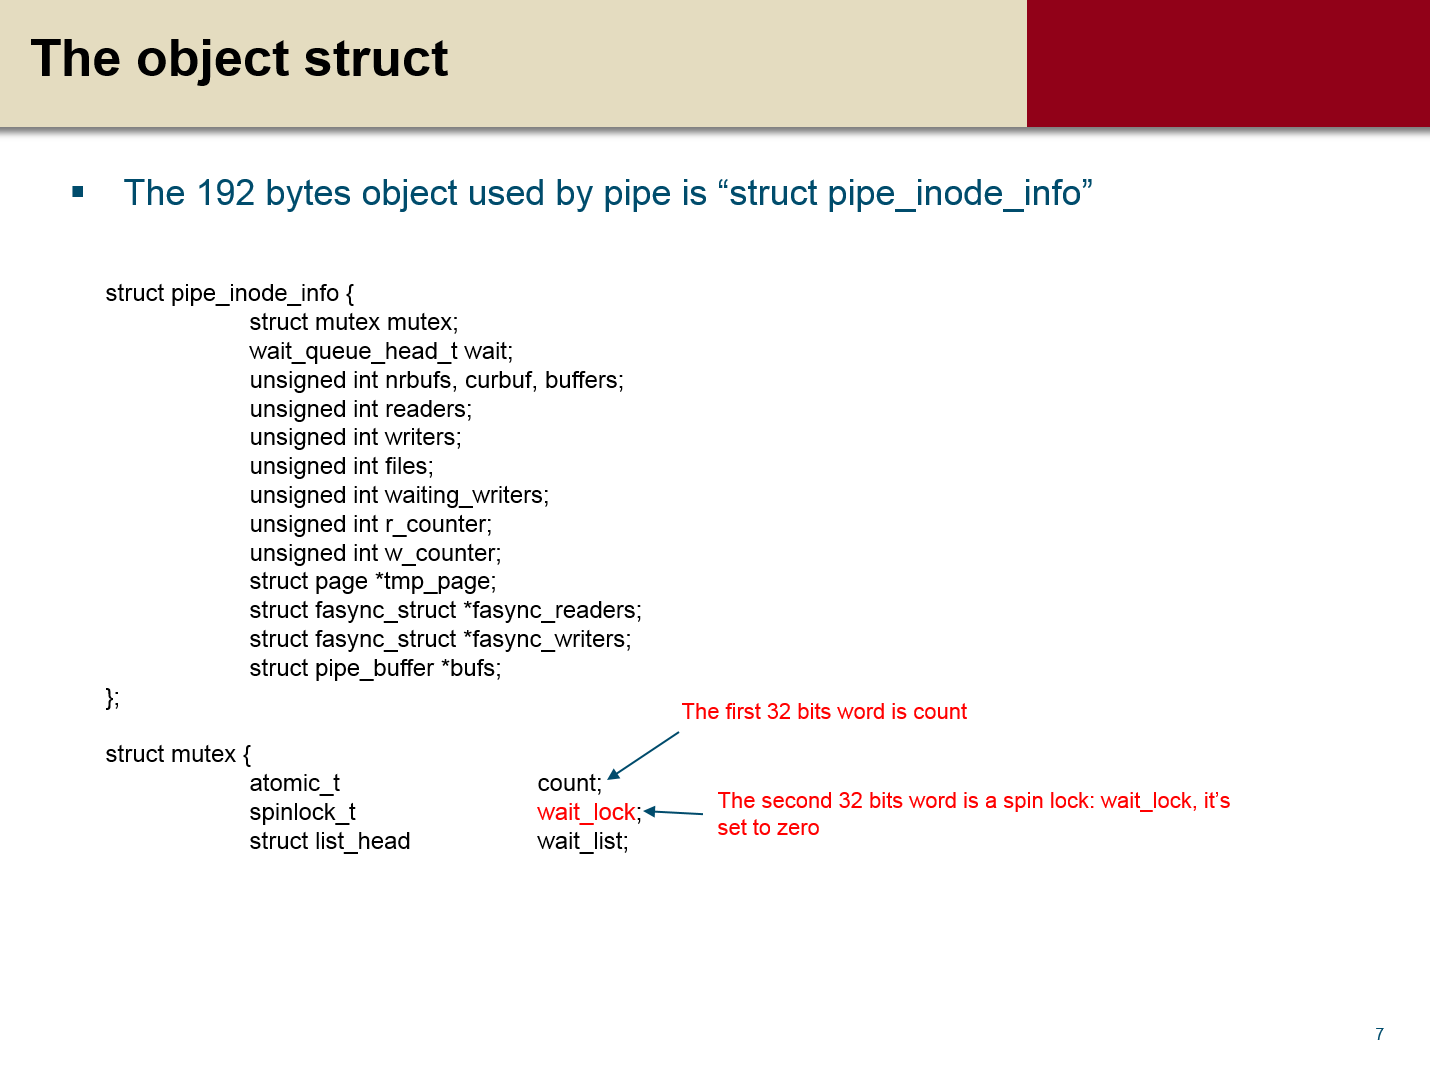 The object struct
▪ The 192 bytes object used by pipe is “struct pipe_inode_info”
struct pipe_inode_info {
struct mutex mutex;
wait_queue_head_t wait;
unsigned int nrbufs, curbuf, buffers;
unsigned int readers;
unsigned int writers;
unsigned int files;
unsigned int waiting_writers;
unsigned int r_counter;
unsigned int w_counter;
struct page *tmp_page;
struct fasync_struct *fasync_readers;
struct fasync_struct *fasync_writers;
struct pipe_buffer *bufs;
};
The first 32 bits word is count
struct mutex {
atomic_t count;
spinlock_t wait_lock;
The second 32 bits word is a spin lock: wait_lock, it’s
set to zero
struct list_head wait_list;
7